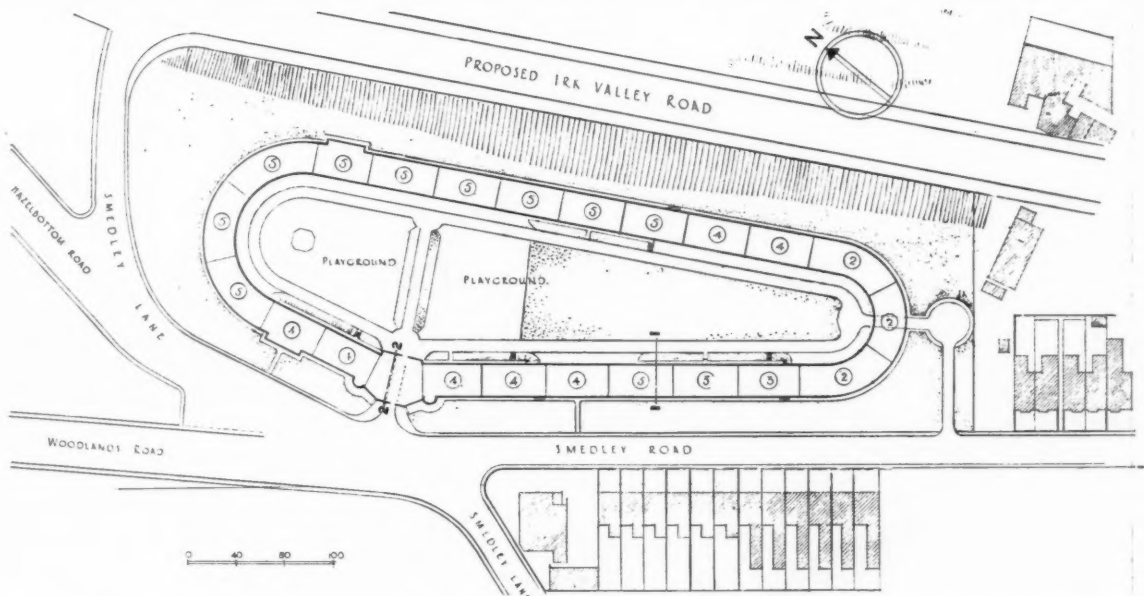 N
PROPOSED IRK VALLEY ROAD
HAZELBOTTOM ROAD
SMEDLEY LANE
5 5 5 5 5 5 5 4 4 2
5
5
2
PLAYGROUND
PLAYGROUND.
4 4 4 5 5 3 2
2
2
WOODLANDS ROAD
SMEDLEY ROAD
SMEDLEY LANE
0 40 80 100